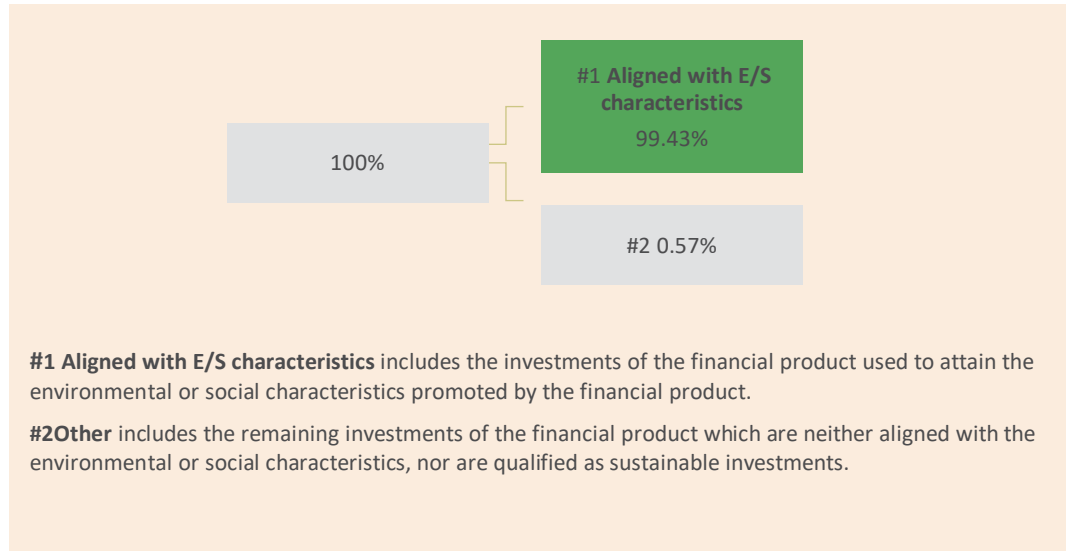 #1 Aligned with E/S
characteristics
99.43%
100%
#2 0.57%
#1 Aligned with E/S characteristics includes the investments of the financial product used to attain the
environmental or social characteristics promoted by the financial product.
#2Other includes the remaining investments of the financial product which are neither aligned with the
environmental or social characteristics, nor are qualified as sustainable investments.